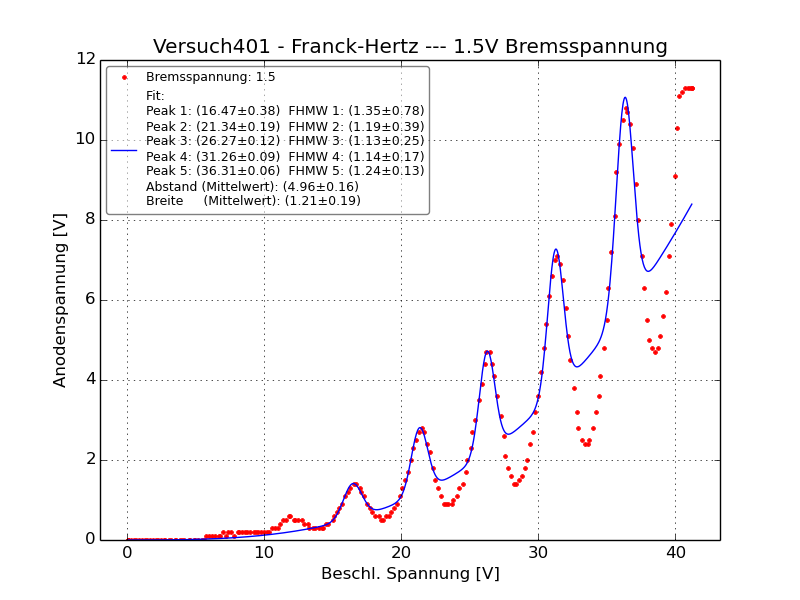 Versuch401 - Franck-Hertz --- 1.5V Bremsspannung
12
10
8
6
4
2
0
Anodenspannung [V]
Bremsspannung: 1.5
Fit:
Peak 1: (16.47±0.38)  FHMW 1: (1.35±0.78)
Peak 2: (21.34±0.19)  FHMW 2: (1.19±0.39)
Peak 3: (26.27±0.12)  FHMW 3: (1.13±0.25)
Peak 4: (31.26±0.09)  FHMW 4: (1.14±0.17)
Peak 5: (36.31±0.06)  FHMW 5: (1.24±0.13)
Abstand (Mittelwert): (4.96±0.16)
Breite     (Mittelwert): (1.21±0.19)
0 10 20 30 40
Beschl. Spannung [V]